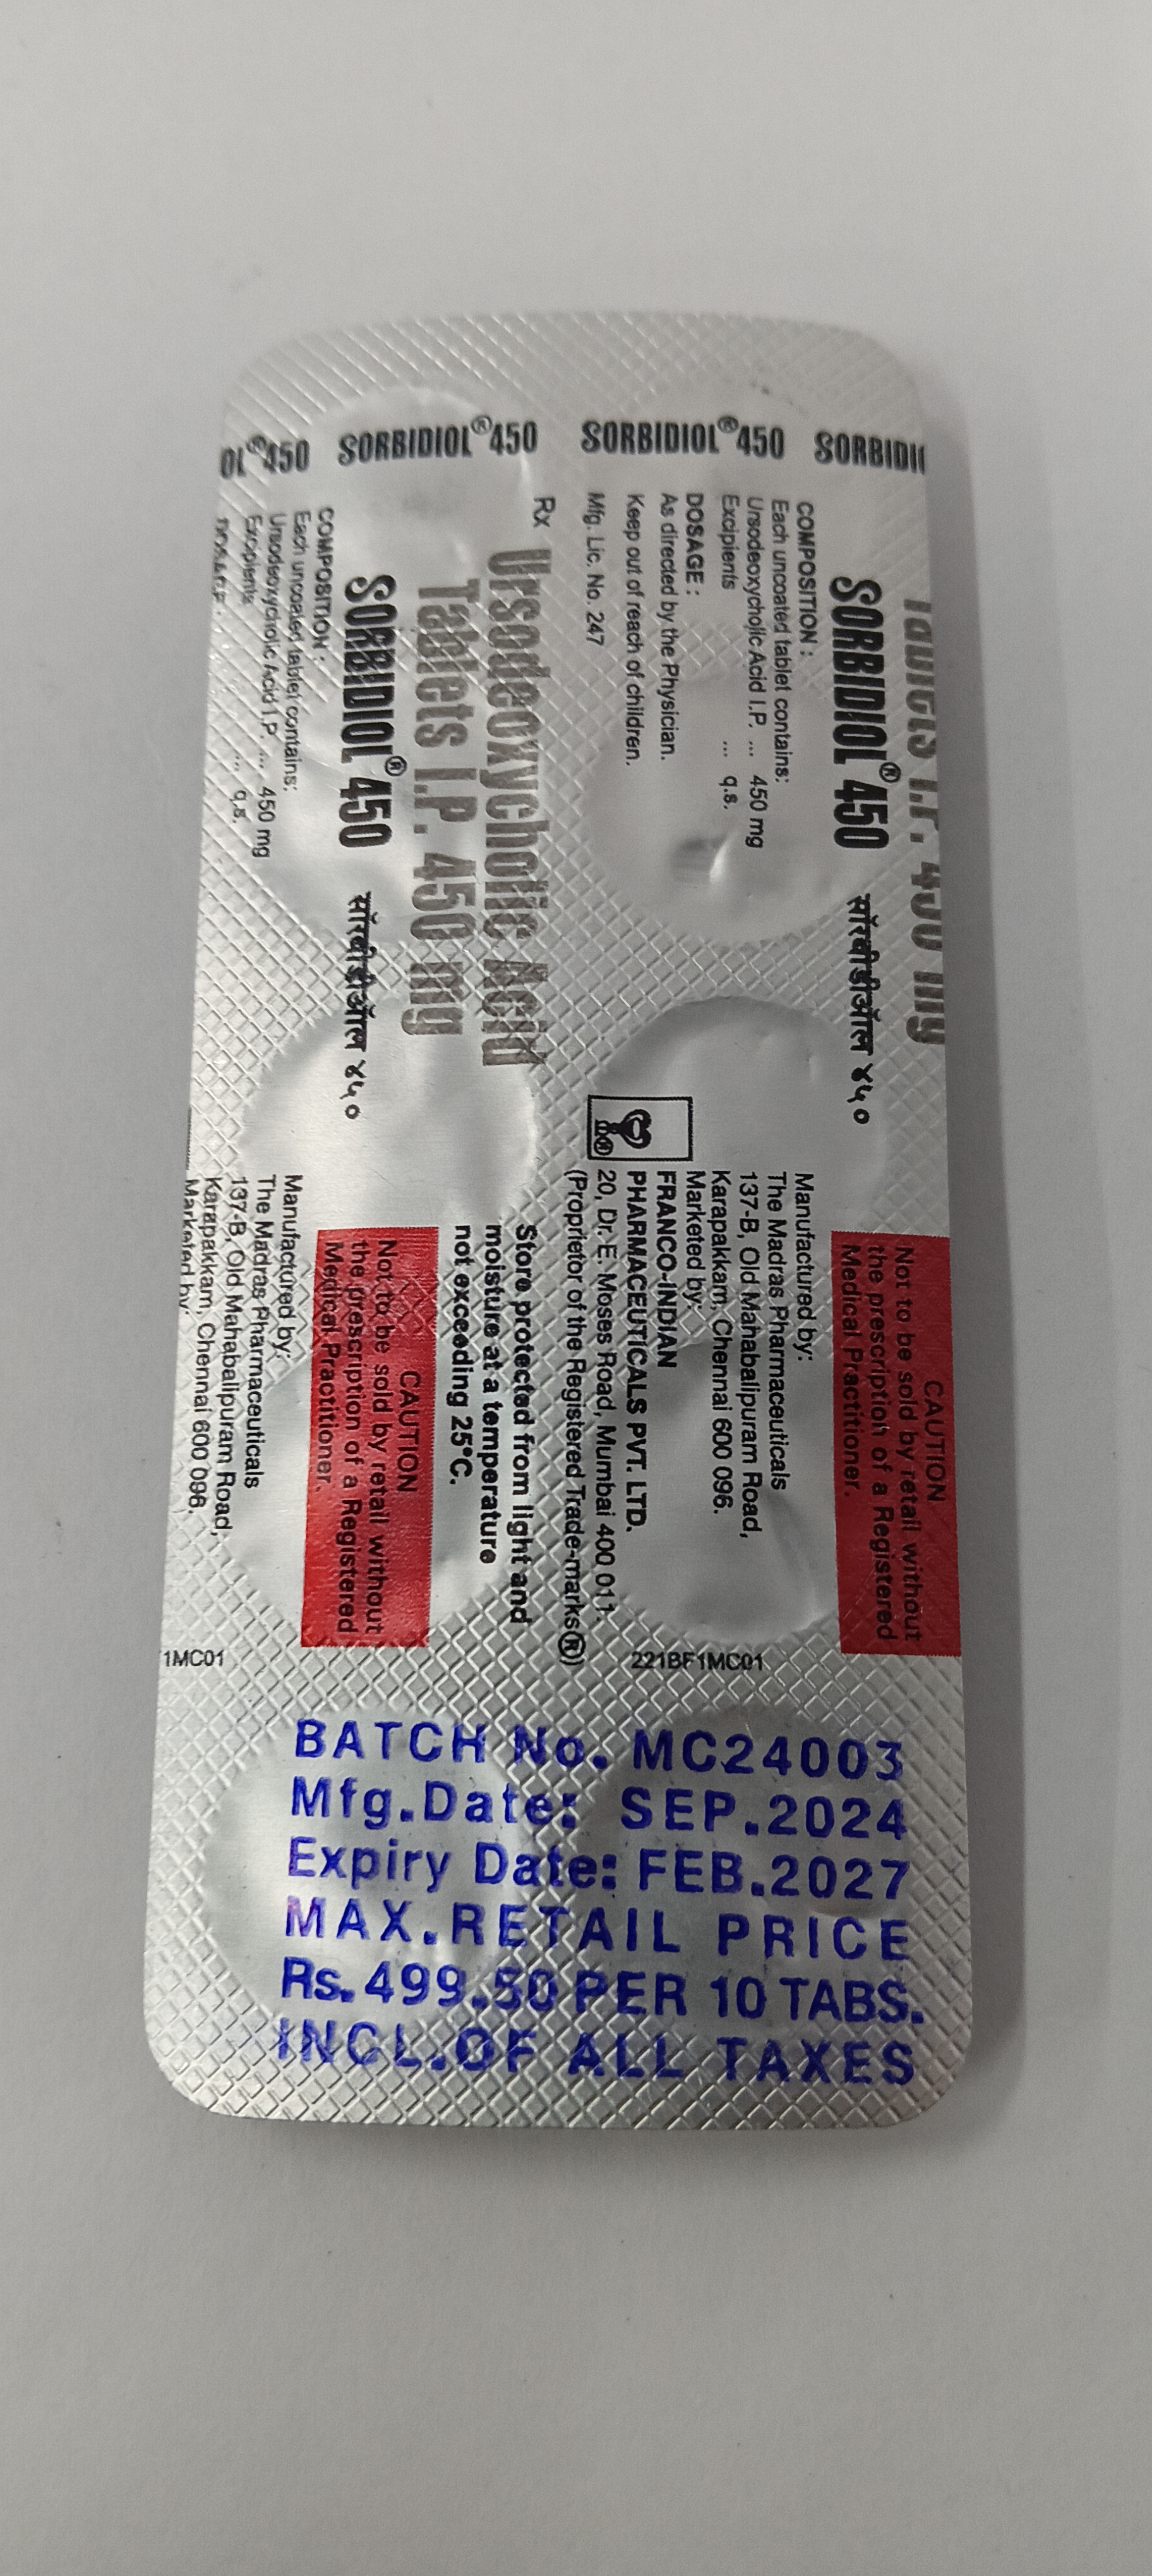 OL®450 SORBIDIOL®450 SORBIDIOL®450 SORBIDI
Tablets I.P. 450 mg
SORBIDIOL®450 सॉरबीडीऑल ४५०
COMPOSITION :
Each uncoated tablet contains:
Ursodeoxycholic Acid I.P. ... 450 mg
Excipients ... q.s.
DOSAGE :
As directed by the Physician.
Keep out of reach of children.
Mfg. Lic. No. 247
CAUTION
Not to be sold by retail without
the prescription of a Registered
Medical Practitioner.
Manufactured by:
The Madras Pharmaceuticals
137-B, Old Mahabalipuram Road,
Karapakkam, Chennai 600 096.
Marketed by:
FRANCO-INDIAN
PHARMACEUTICALS PVT. LTD.
20, Dr. E. Moses Road, Mumbai 400 011.
(Proprietor of the Registered Trade-marks®)
221BF1MC01
Rx
Ursodeoxycholic Acid
Tablets I.P. 450 mg
Store protected from light and
moisture at a temperature
not exceeding 25°C.
SORBIDIOL®450 सॉरबीडीऑल ४५०
CAUTION
Not to be sold by retail without
the prescription of a Registered
Medical Practitioner.
COMPOSITION :
Each uncoated tablet contains:
Ursodeoxycholic Acid I.P. .... 450 mg
Excipients .... q.s.
DOSAGE :
Manufactured by:
The Madras Pharmaceuticals
137-B, Old Mahabalipuram Road,
Karapakkam, Chennai 600 096.
Marketed by:
1MC01
BATCH No. MC24003
Mfg.Date: SEP.2024
Expiry Date: FEB.2027
MAX.RETAIL PRICE
Rs.499.50 PER 10 TABS.
INCL.OF ALL TAXES